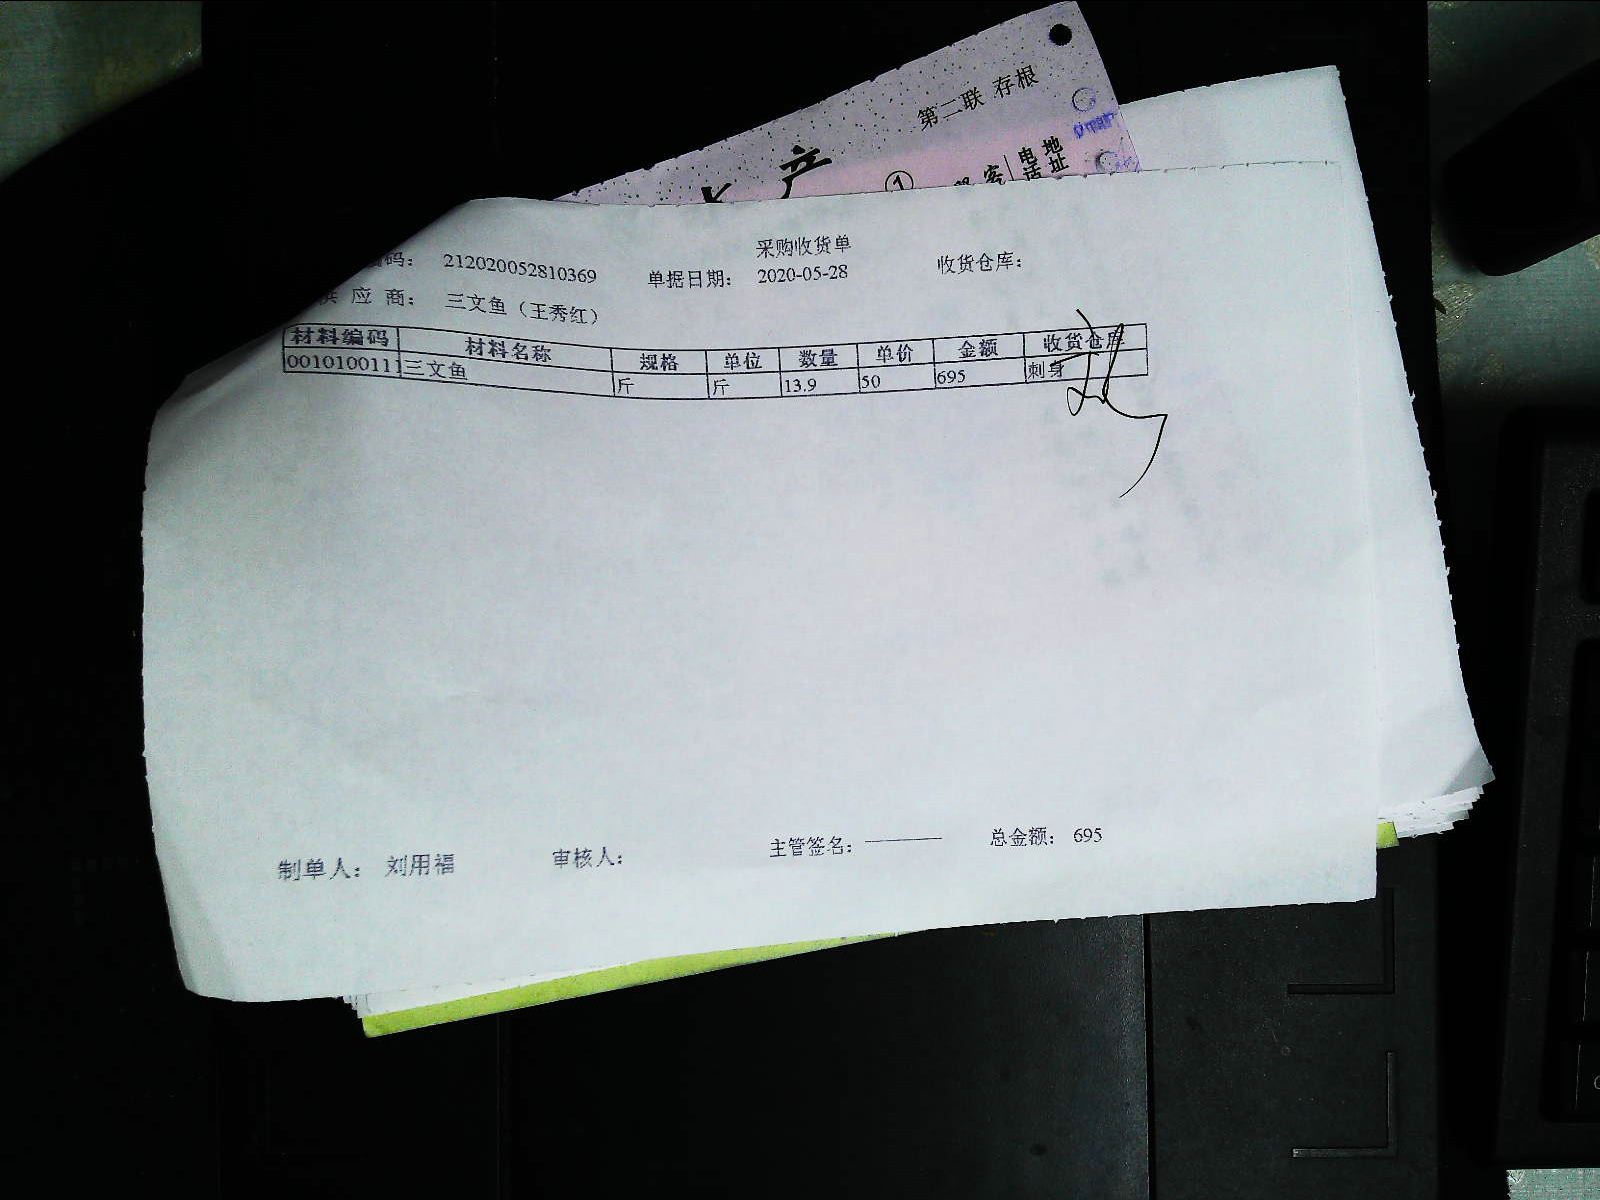 第二联 存根
产
①
客
电话
地址
采购收货单
码： 212020052810369 单据日期： 2020-05-28 收货仓库：
供 应 商： 三文鱼（王秀红）
材料编码 材料名称 规格 单位 数量 单价 金额 收货仓库
0010100111 三文鱼 斤 斤 13.9 50 695 刺身
制单人： 刘用福 审核人： 主管签名： 总金额： 695